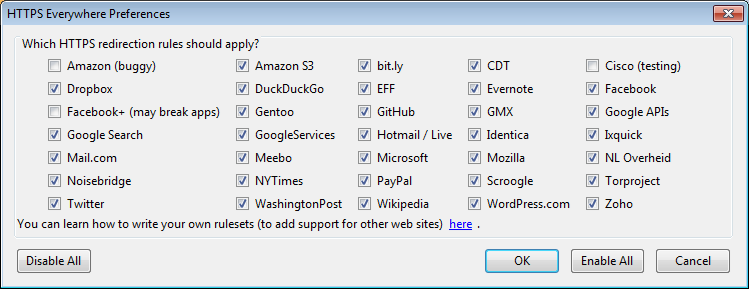 HTTPS Everywhere Preferences
Which HTTPS redirection rules should apply?
Amazon (buggy) Amazon S3 bit.ly CDT Cisco (testing)
Dropbox DuckDuckGo EFF Evernote Facebook
Facebook+ (may break apps) Gentoo GitHub GMX Google APIs
Google Search GoogleServices Hotmail / Live Identica Ixquick
Mail.com Meebo Microsoft Mozilla NL Overheid
Noisebridge NYTimes PayPal Scroogle Torproject
Twitter WashingtonPost Wikipedia WordPress.com Zoho
You can learn how to write your own rulesets (to add support for other web sites) here .
Disable All OK Enable All Cancel